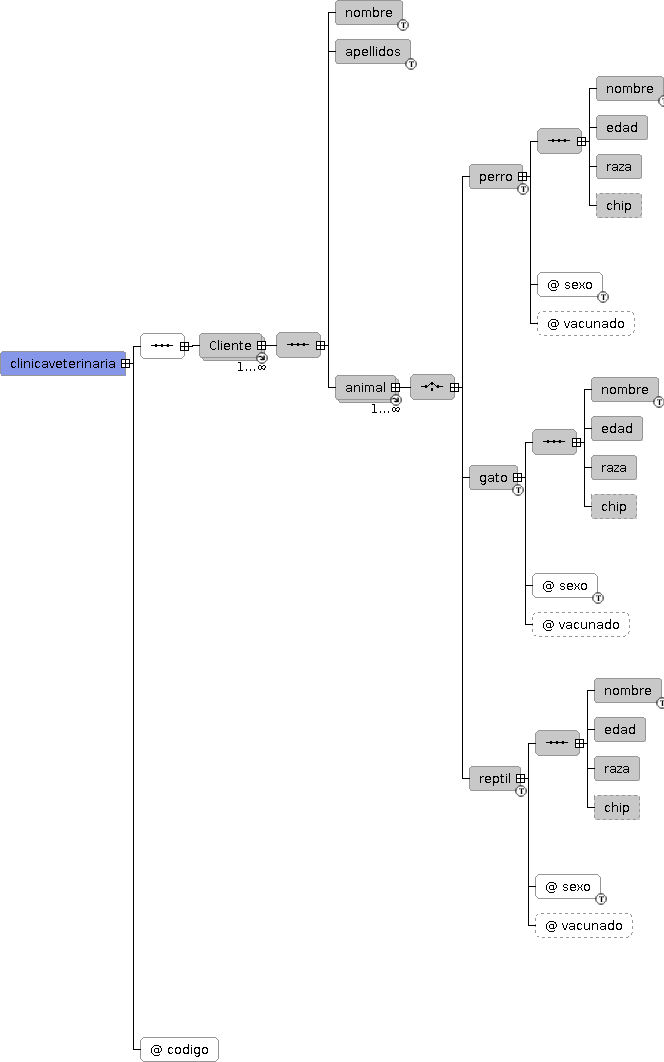 nombre
apellidos
nombre
edad
perro
raza
chip
@ sexo
@ vacunado
clinicaveterinaria
Cliente
1...∞
animal
1...∞
nombre
edad
gato
raza
chip
@ sexo
@ vacunado
nombre
edad
reptil
raza
chip
@ sexo
@ vacunado
@ codigo